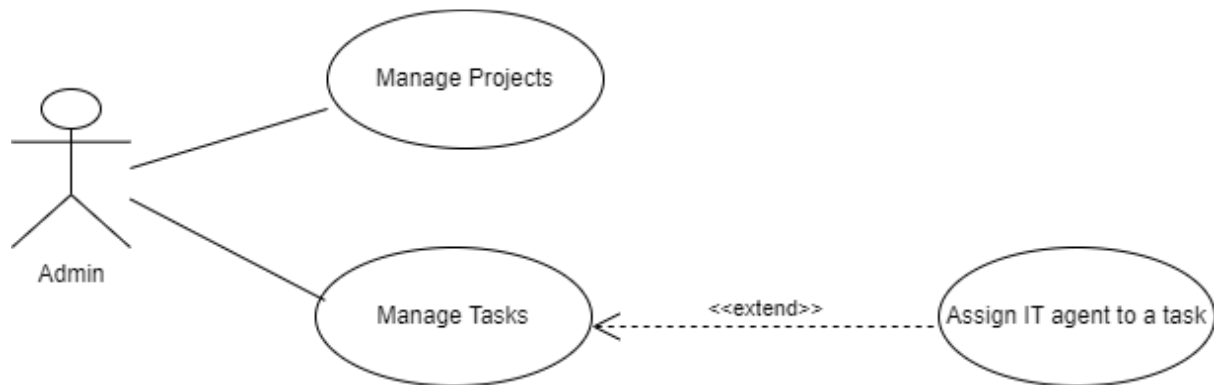 Manage Projects
Admin
Manage Tasks
<<extend>>
Assign IT agent to a task